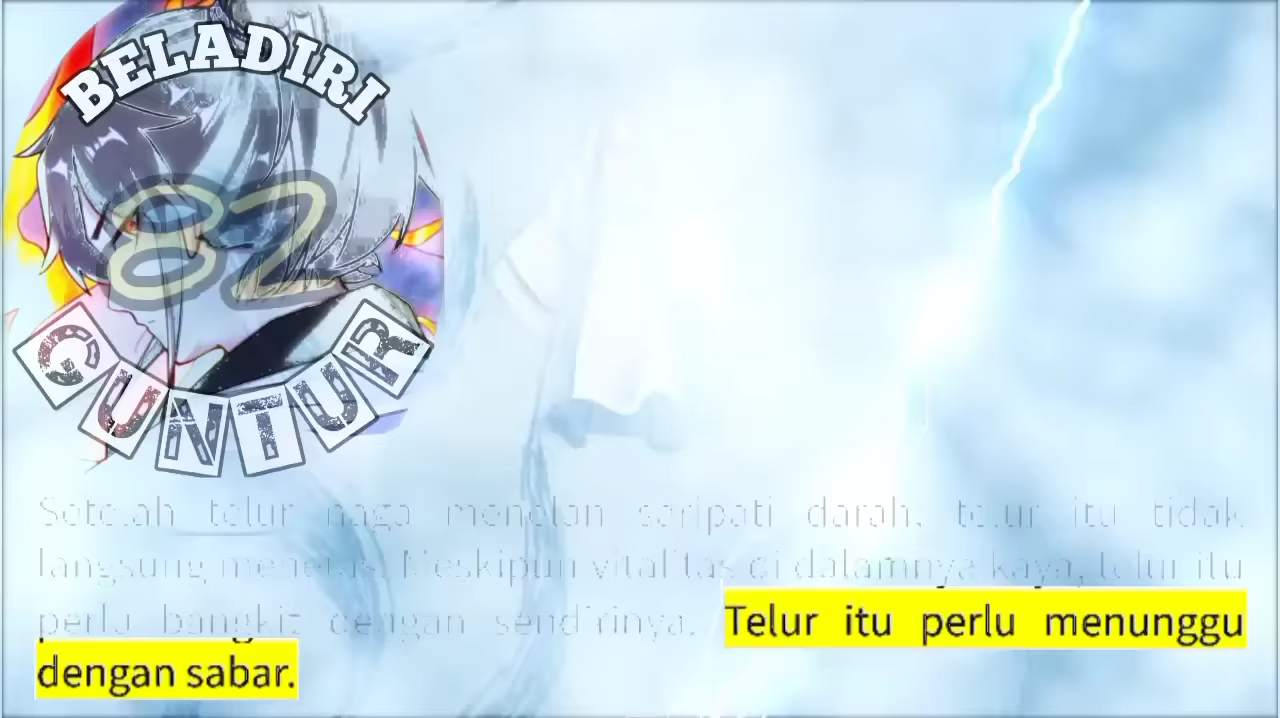 BELADIRI
82
GUNTUR
Setelah telur naga menelan saripati darah, telur itu tidak
langsung menetas. Meskipun vitalitas di dalamnya kaya, telur itu
perlu bangkit dengan sendirinya. Telur itu perlu menunggu
dengan sabar.